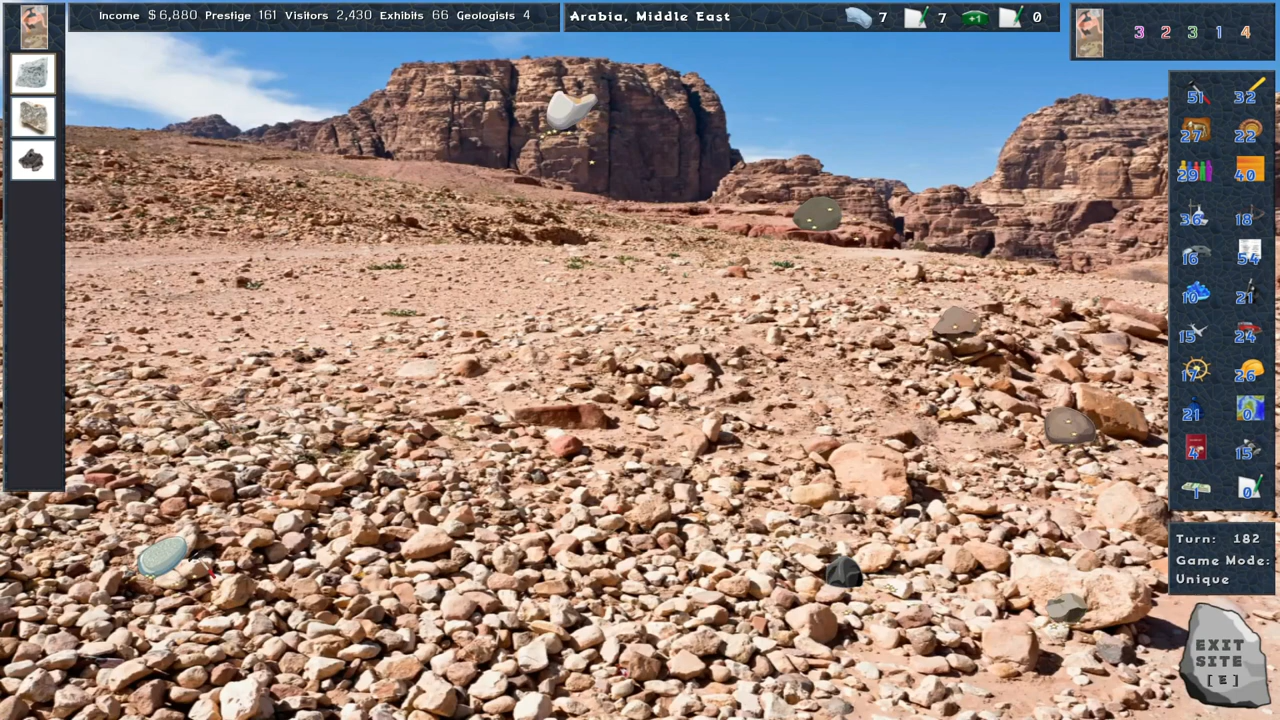 Income $6,880 Prestige 161 Visitors 2,430 Exhibits 66 Geologists 4
Arabia, Middle East
7 7 +1 0
3 2 3 1 4
51 32
27 22
29 40
36 18
16 54
10 21
15 24
17 26
21 0
4 15
1 0
Turn: 182
Game Mode:
Unique
EXIT
SITE
[E]